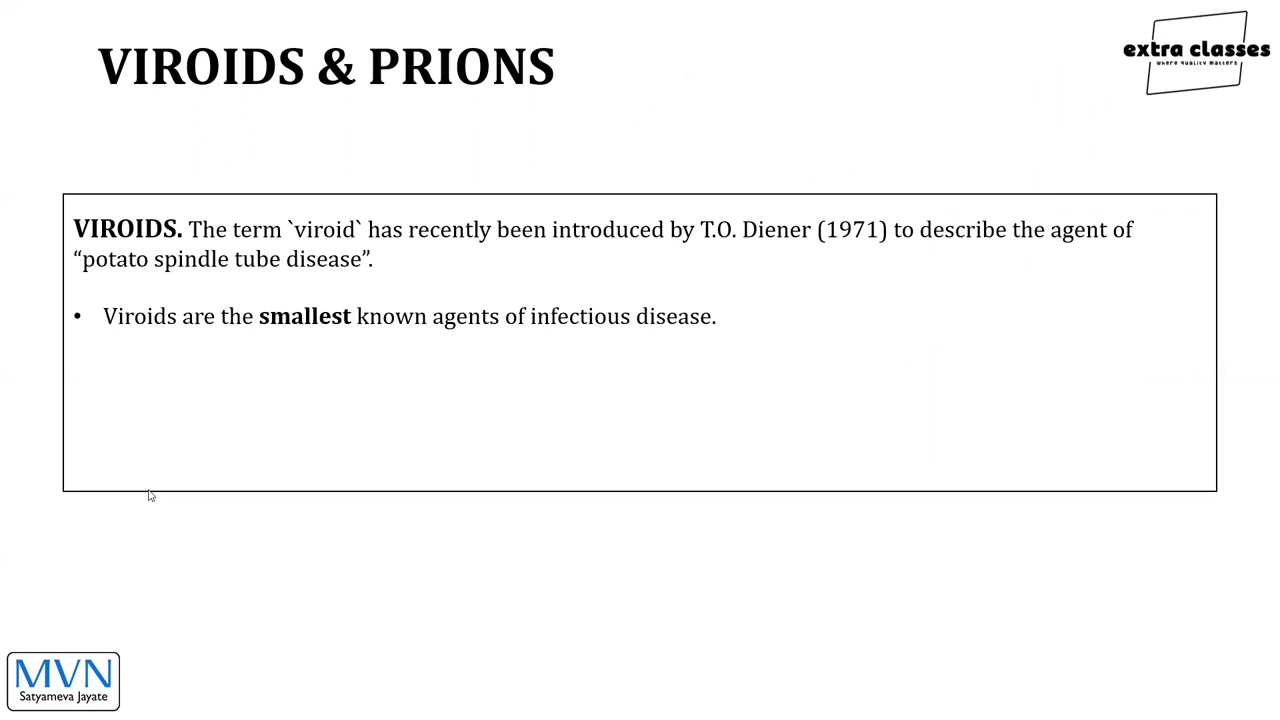 VIROIDS & PRIONS
extra classes
where quality matters
VIROIDS. The term `viroid` has recently been introduced by T.O. Diener (1971) to describe the agent of
“potato spindle tube disease”.
• Viroids are the smallest known agents of infectious disease.
MVN
Satyameva Jayate